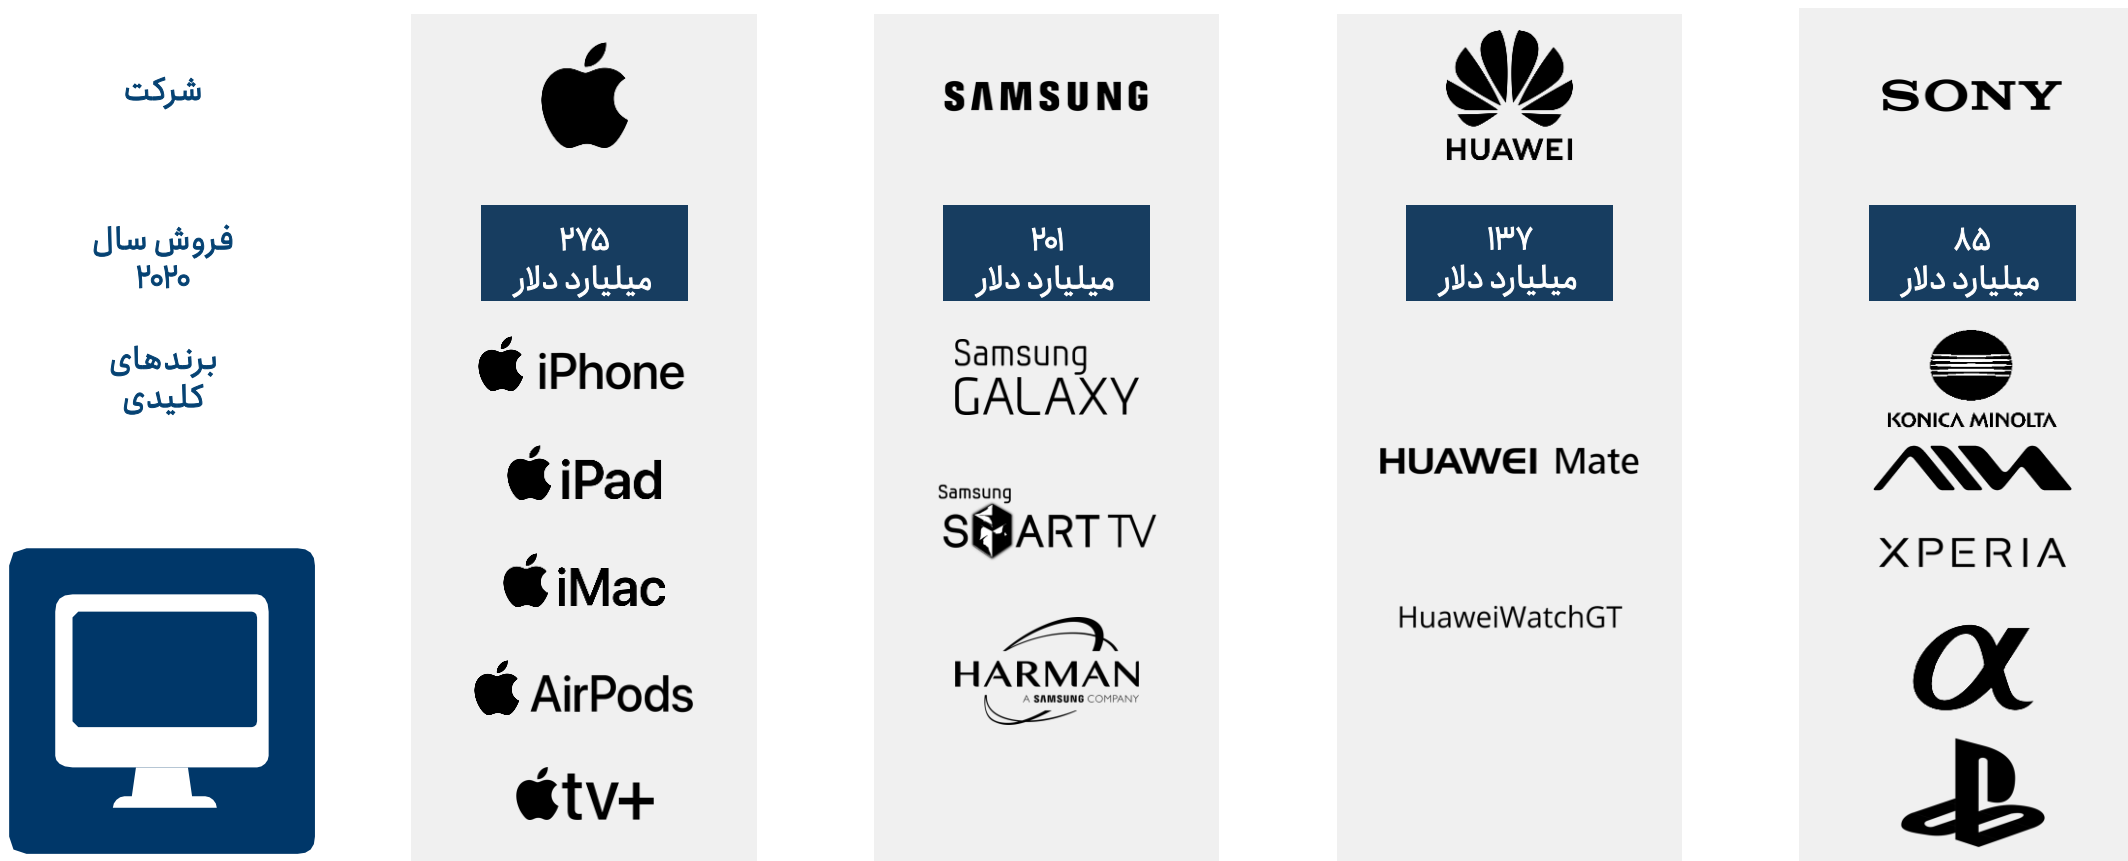 شرکت
SAMSUNG
HUAWEI
SONY
فروش سال
۲۰۲۰
۲۷۵
میلیارد دلار
۲۰۱
میلیارد دلار
۱۳۷
میلیارد دلار
۸۵
میلیارد دلار
برندهای
کلیدی
iPhone
iPad
iMac
AirPods
tv+
Samsung
GALAXY
Samsung
SMART TV
HARMAN
A SAMSUNG COMPANY
HUAWEI Mate
HuaweiWatchGT
KONICA MINOLTA
XPERIA
α